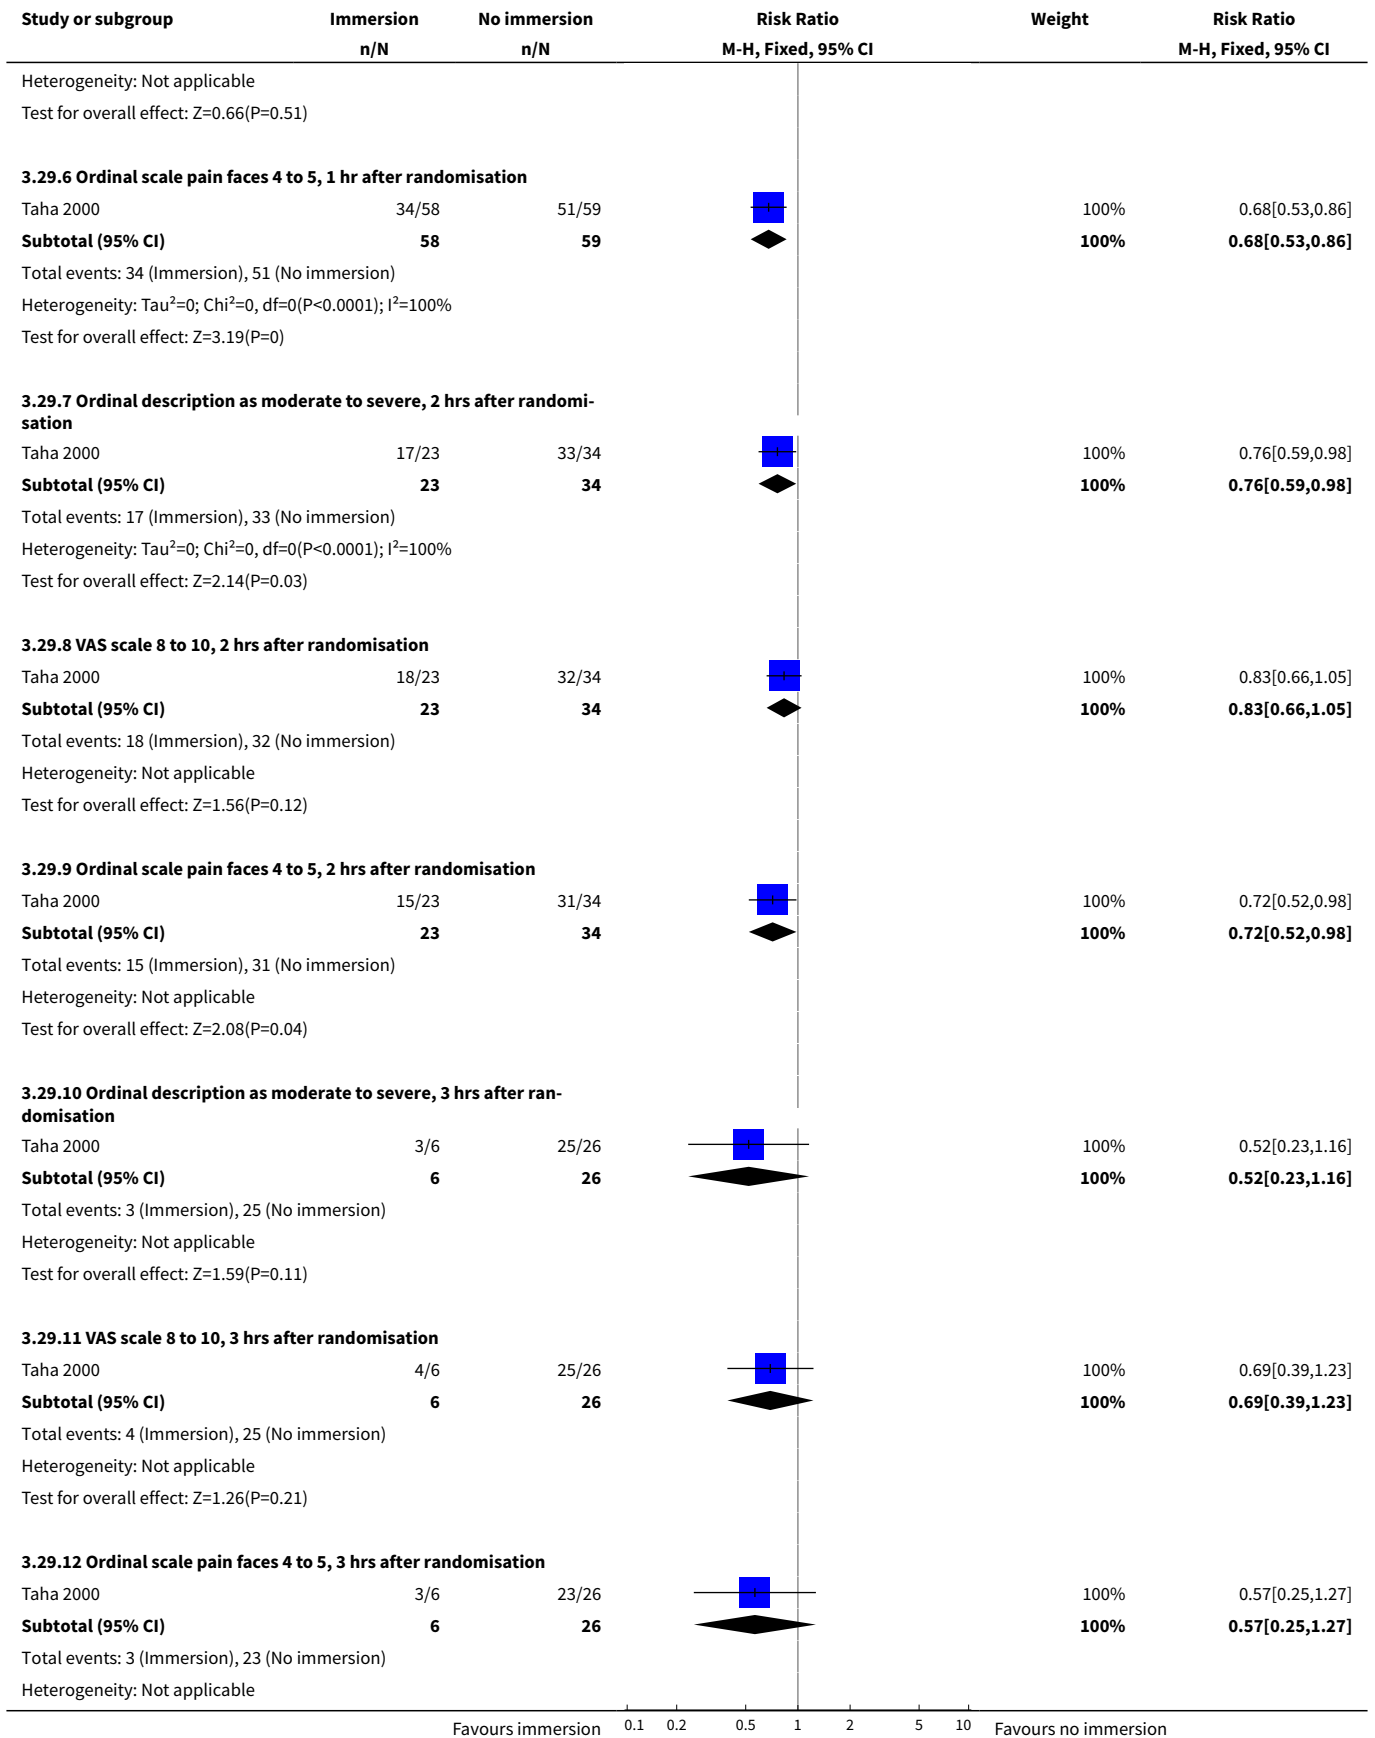 Study or subgroup Immersion No immersion Risk Ratio Weight Risk Ratio
n/N n/N M-H, Fixed, 95% CI M-H, Fixed, 95% CI
Heterogeneity: Not applicable
Test for overall effect: Z=0.66(P=0.51)
3.29.6 Ordinal scale pain faces 4 to 5, 1 hr after randomisation
Taha 2000 34/58 51/59 100% 0.68[0.53,0.86]
Subtotal (95% CI) 58 59 100% 0.68[0.53,0.86]
Total events: 34 (Immersion), 51 (No immersion)
Heterogeneity: Tau²=0; Chi²=0, df=0(P<0.0001); I²=100%
Test for overall effect: Z=3.19(P=0)
3.29.7 Ordinal description as moderate to severe, 2 hrs after randomi-
sation
Taha 2000 17/23 33/34 100% 0.76[0.59,0.98]
Subtotal (95% CI) 23 34 100% 0.76[0.59,0.98]
Total events: 17 (Immersion), 33 (No immersion)
Heterogeneity: Tau²=0; Chi²=0, df=0(P<0.0001); I²=100%
Test for overall effect: Z=2.14(P=0.03)
3.29.8 VAS scale 8 to 10, 2 hrs after randomisation
Taha 2000 18/23 32/34 100% 0.83[0.66,1.05]
Subtotal (95% CI) 23 34 100% 0.83[0.66,1.05]
Total events: 18 (Immersion), 32 (No immersion)
Heterogeneity: Not applicable
Test for overall effect: Z=1.56(P=0.12)
3.29.9 Ordinal scale pain faces 4 to 5, 2 hrs after randomisation
Taha 2000 15/23 31/34 100% 0.72[0.52,0.98]
Subtotal (95% CI) 23 34 100% 0.72[0.52,0.98]
Total events: 15 (Immersion), 31 (No immersion)
Heterogeneity: Not applicable
Test for overall effect: Z=2.08(P=0.04)
3.29.10 Ordinal description as moderate to severe, 3 hrs after ran-
domisation
Taha 2000 3/6 25/26 100% 0.52[0.23,1.16]
Subtotal (95% CI) 6 26 100% 0.52[0.23,1.16]
Total events: 3 (Immersion), 25 (No immersion)
Heterogeneity: Not applicable
Test for overall effect: Z=1.59(P=0.11)
3.29.11 VAS scale 8 to 10, 3 hrs after randomisation
Taha 2000 4/6 25/26 100% 0.69[0.39,1.23]
Subtotal (95% CI) 6 26 100% 0.69[0.39,1.23]
Total events: 4 (Immersion), 25 (No immersion)
Heterogeneity: Not applicable
Test for overall effect: Z=1.26(P=0.21)
3.29.12 Ordinal scale pain faces 4 to 5, 3 hrs after randomisation
Taha 2000 3/6 23/26 100% 0.57[0.25,1.27]
Subtotal (95% CI) 6 26 100% 0.57[0.25,1.27]
Total events: 3 (Immersion), 23 (No immersion)
Heterogeneity: Not applicable
Favours immersion 0.1 0.2 0.5 1 2 5 10 Favours no immersion